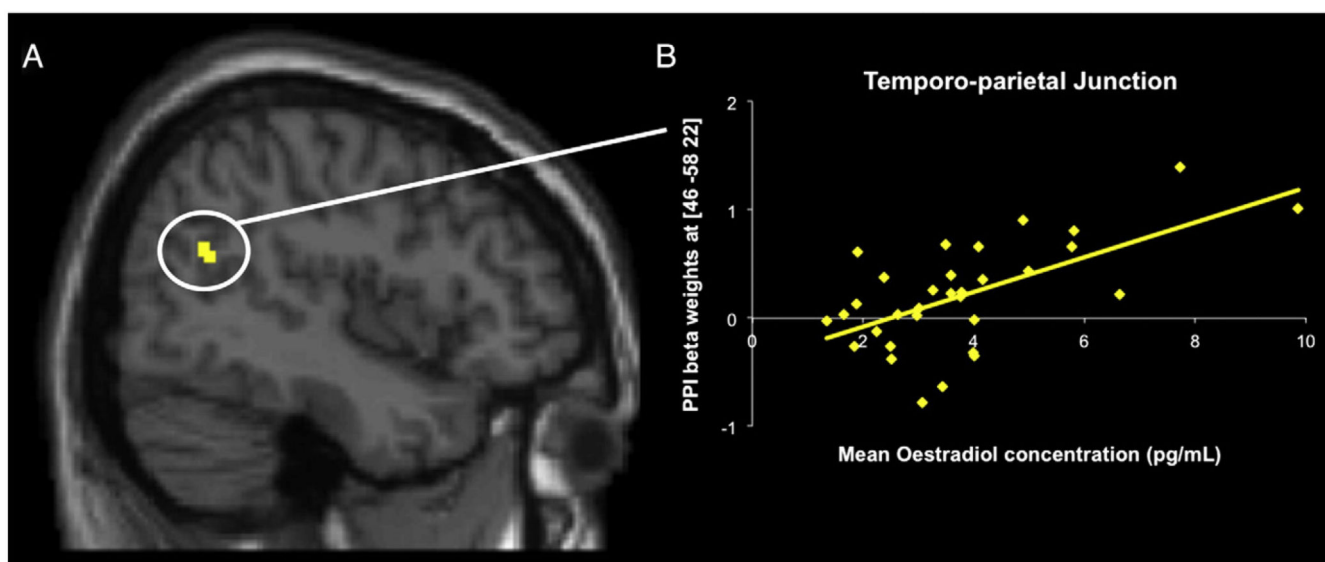 A
B
Temporo-parietal Junction
PPI beta weights at [46 -58 22]
2
1
0
-1
0 2 4 6 8 10
Mean Oestradiol concentration (pg/mL)